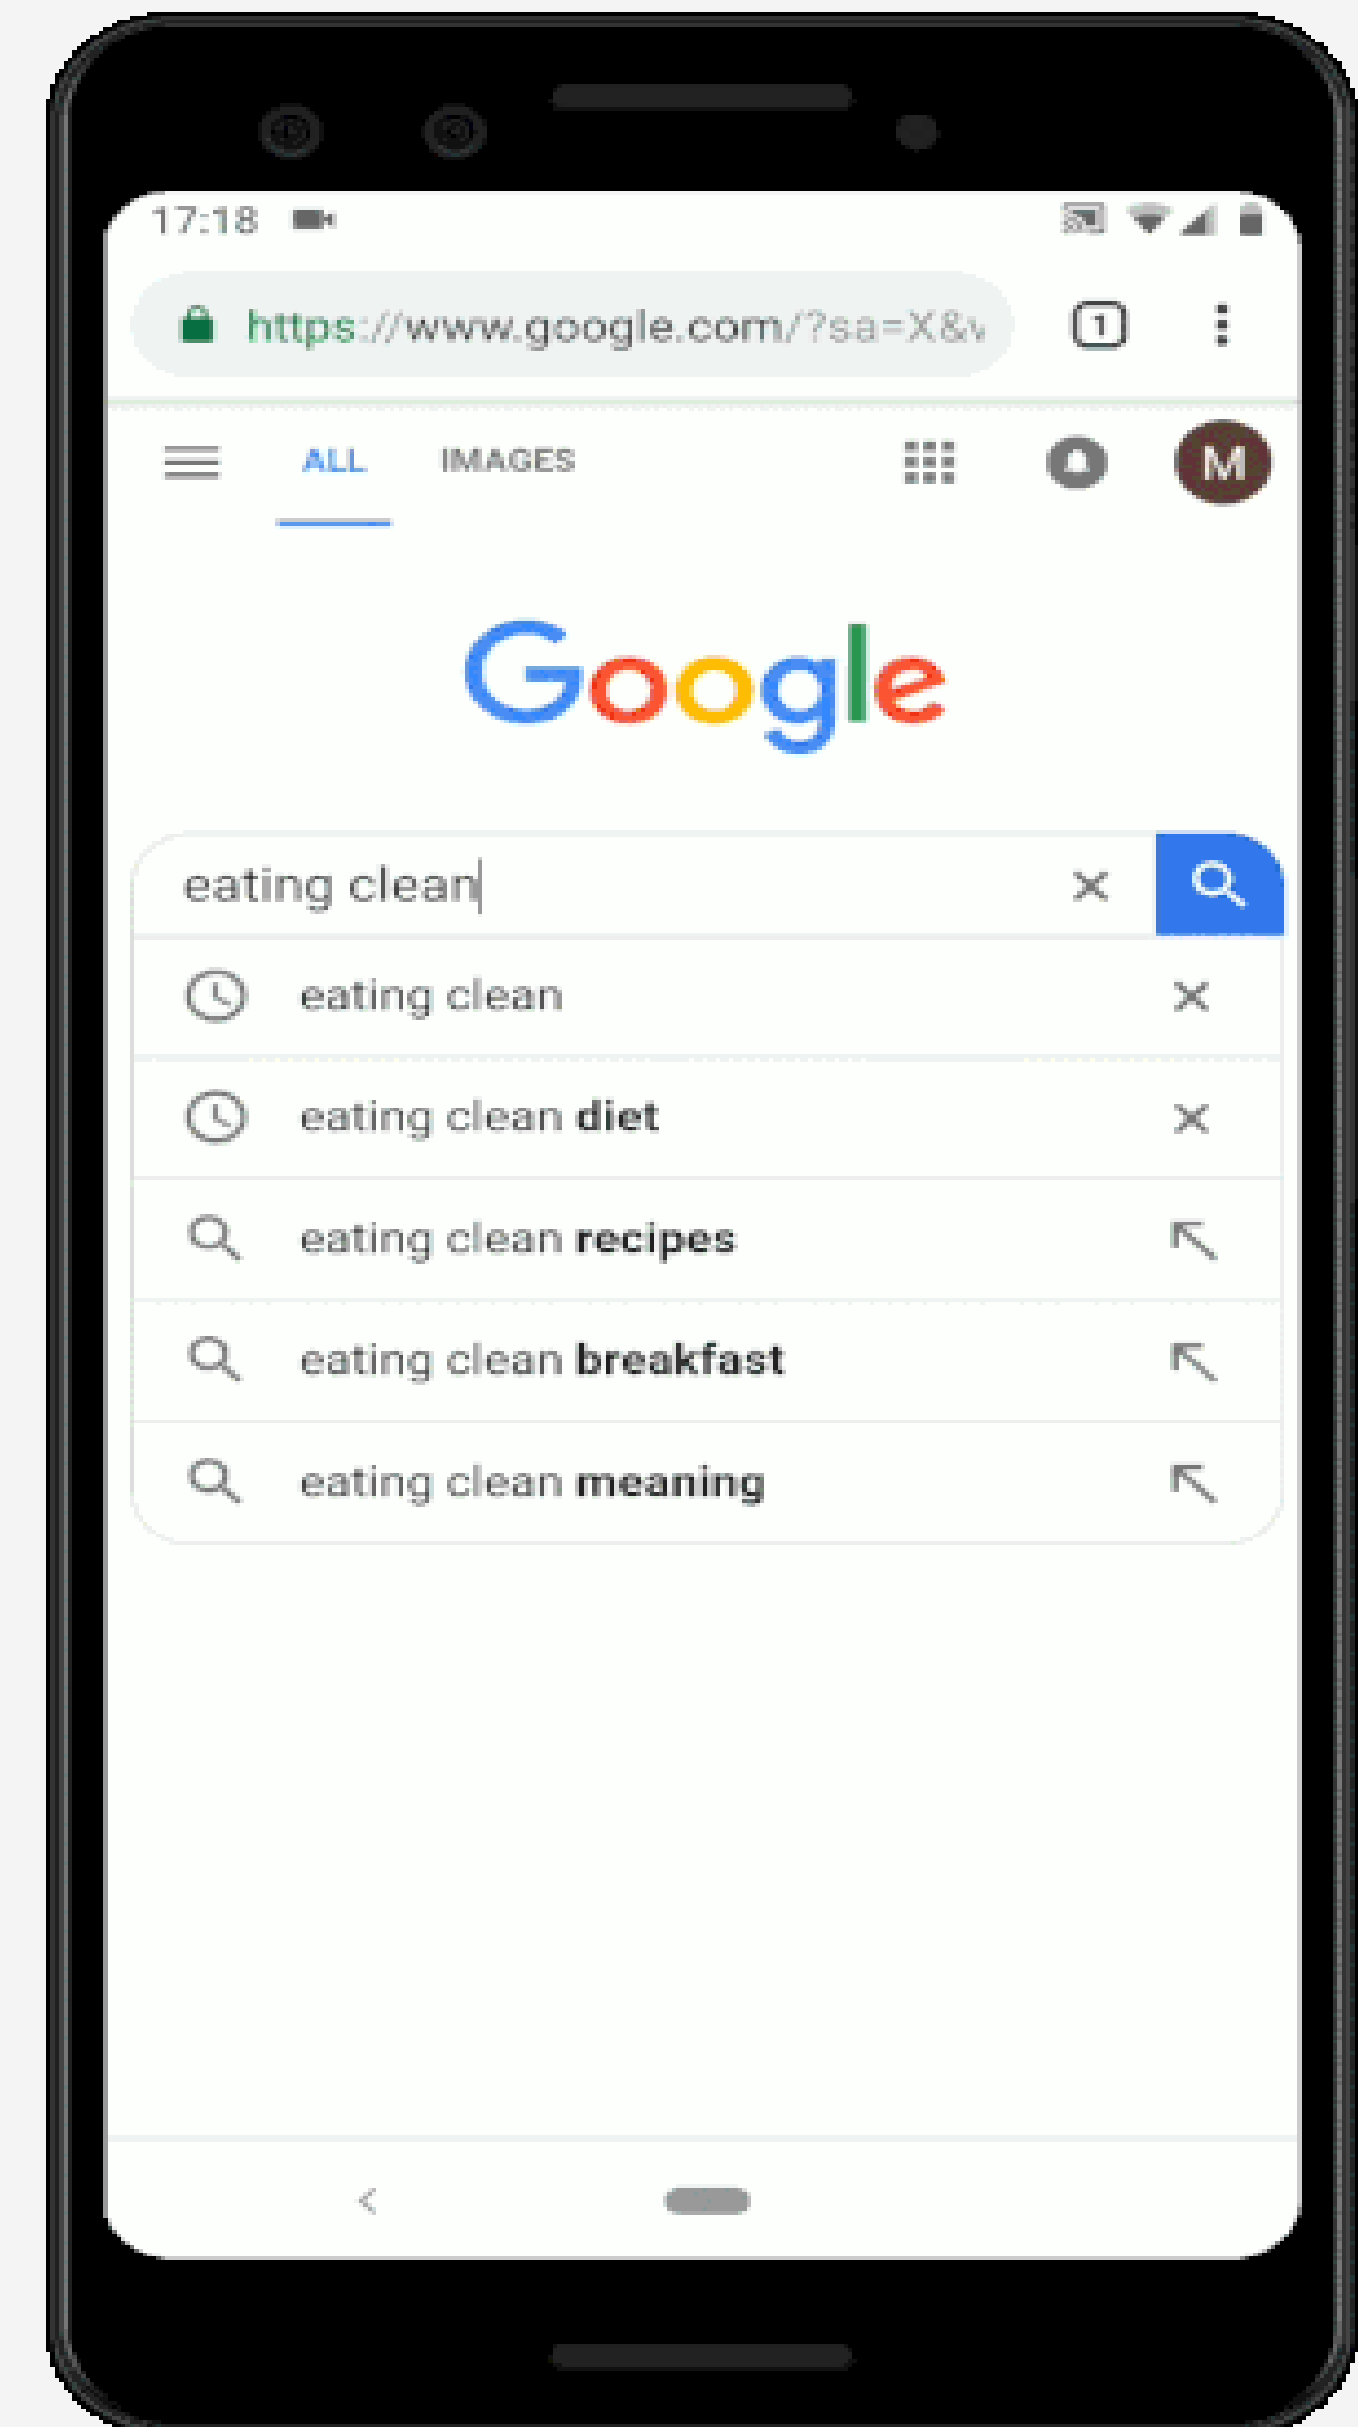 17:18
https://www.google.com/?sa=X&v
1
ALL IMAGES M
Google
eating clean
eating clean
eating clean diet
eating clean recipes
eating clean breakfast
eating clean meaning